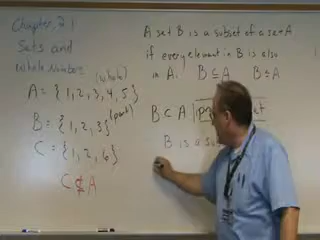 Chapter 2.1
Sets and
Whole Numbers
(whole)
A = { 1, 2, 3, 4, 5 }
B = { 1, 2, 3 } (part)
C = { 1, 2, 6 }
C ⊄ A
A set B is a subset of a set A
if every element in B is also
in A. B ⊆ A
B ⊂ A
B is a su